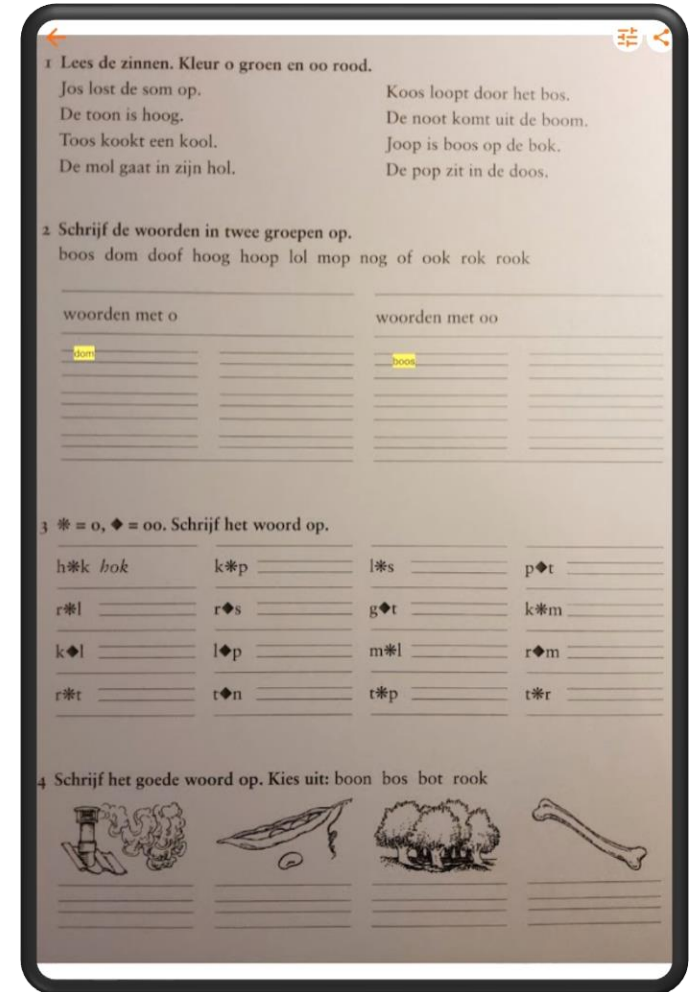 1 Lees de zinnen. Kleur o groen en oo rood.
Jos lost de som op.
De toon is hoog.
Toos kookt een kool.
De mol gaat in zijn hol.
Koos loopt door het bos.
De noot komt uit de boom.
Joop is boos op de bok.
De pop zit in de doos.
2 Schrijf de woorden in twee groepen op.
boos dom doof hoog hoop lol mop nog of ook rok rook
woorden met o
woorden met oo
dom
boos
3 ⁕ = o, ◆ = oo. Schrijf het woord op.
h⁕k hok k⁕p l⁕s p◆t
r⁕l r◆s g◆t k⁕m
k◆l l◆p m⁕l r◆m
r⁕t t◆n t⁕p t⁕r
4 Schrijf het goede woord op. Kies uit: boon bos bot rook